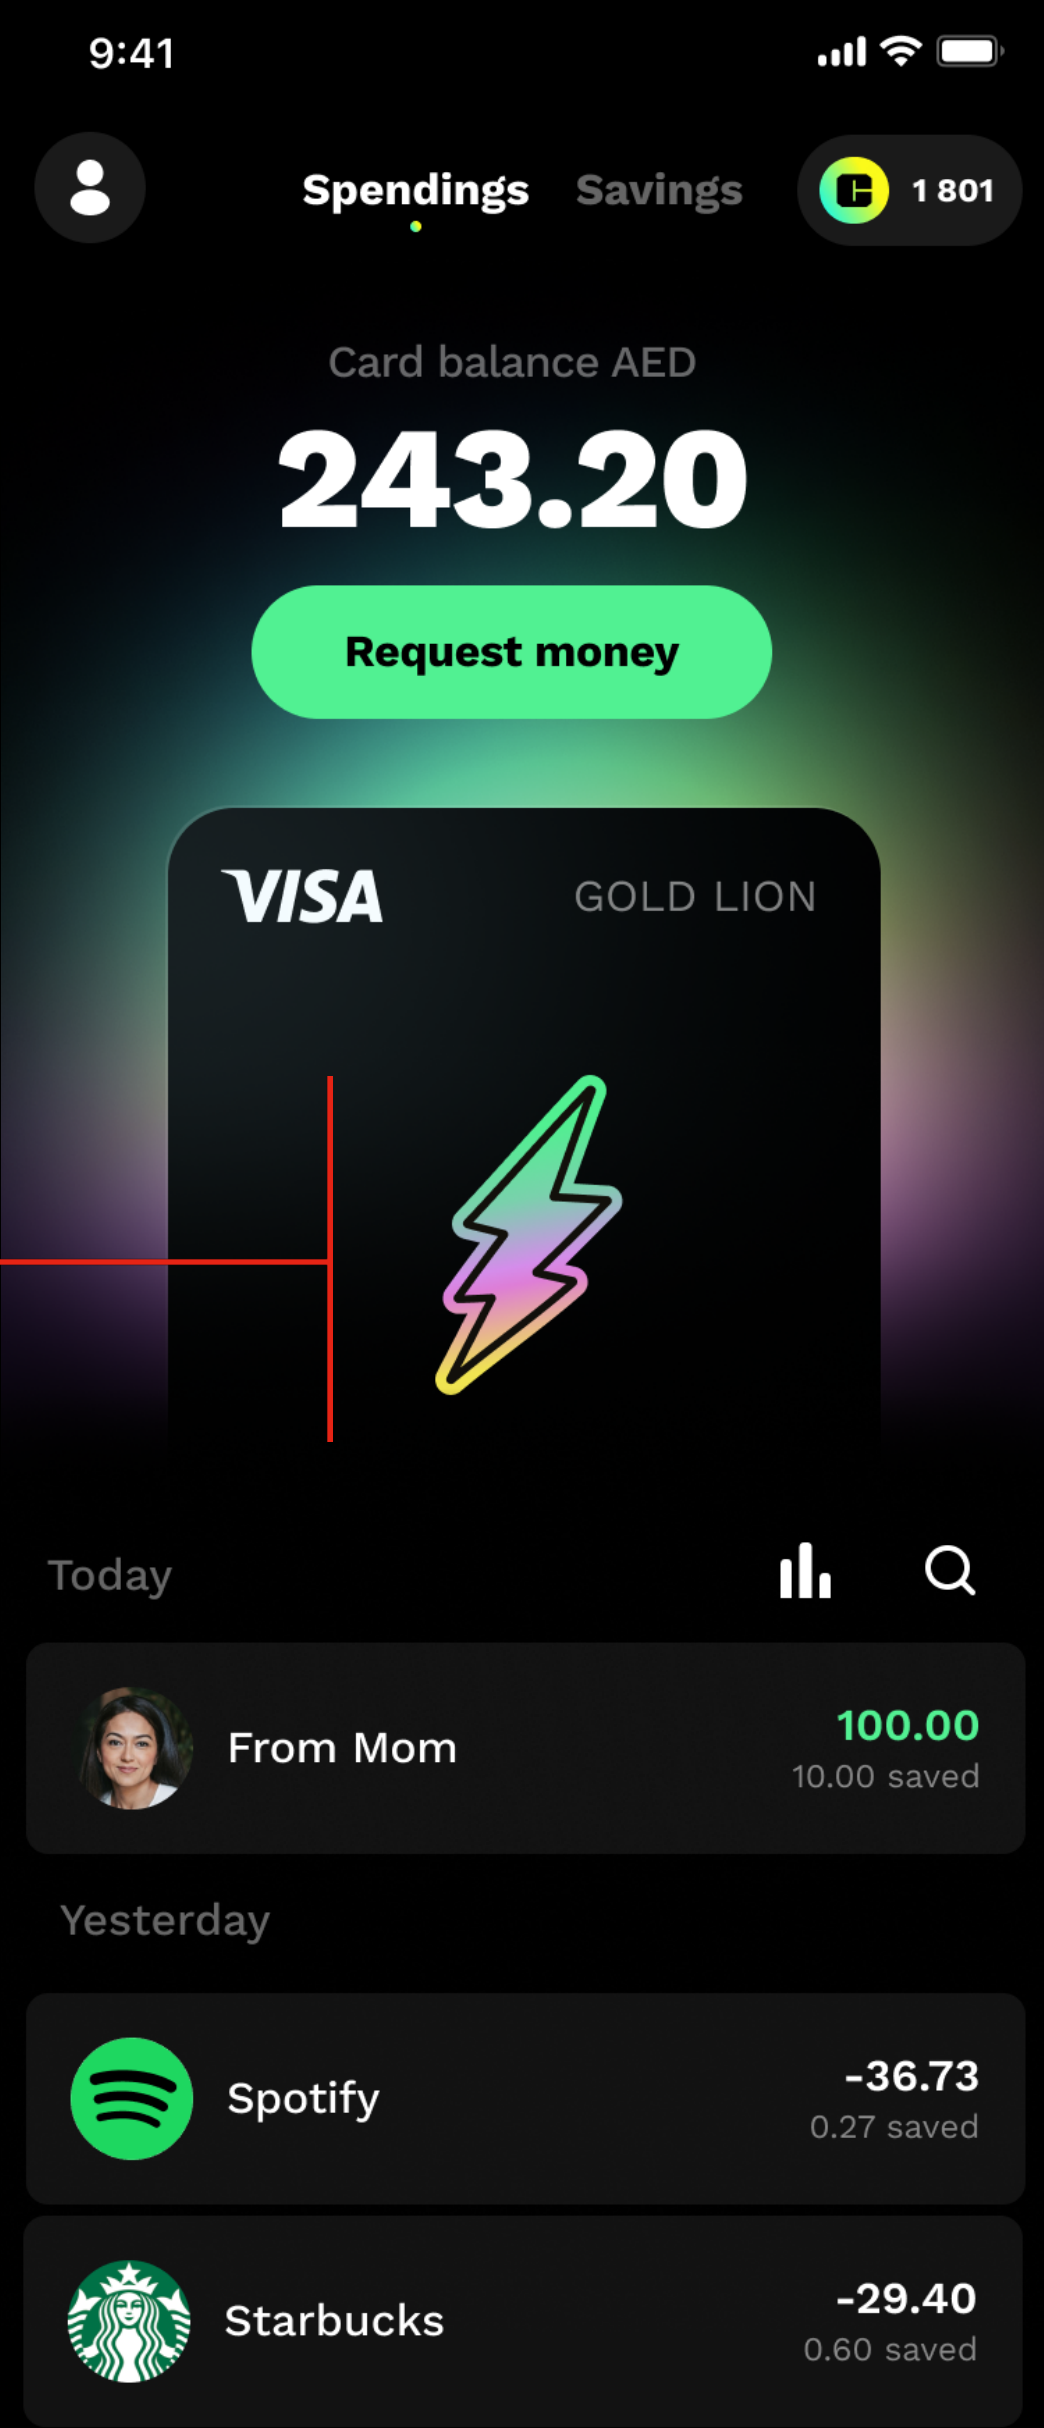 9:41
Spendings Savings 1 801
Card balance AED
243.20
Request money
VISA GOLD LION
Today
From Mom 100.00
10.00 saved
Yesterday
Spotify -36.73
0.27 saved
Starbucks -29.40
0.60 saved